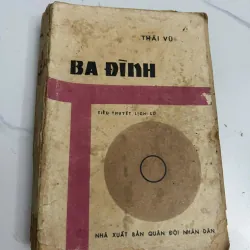 THÁI VŨ
BA ĐÌNH
TIỂU THUYẾT LỊCH SỬ
NHÀ XUẤT BẢN QUÂN ĐỘI NHÂN DÂN